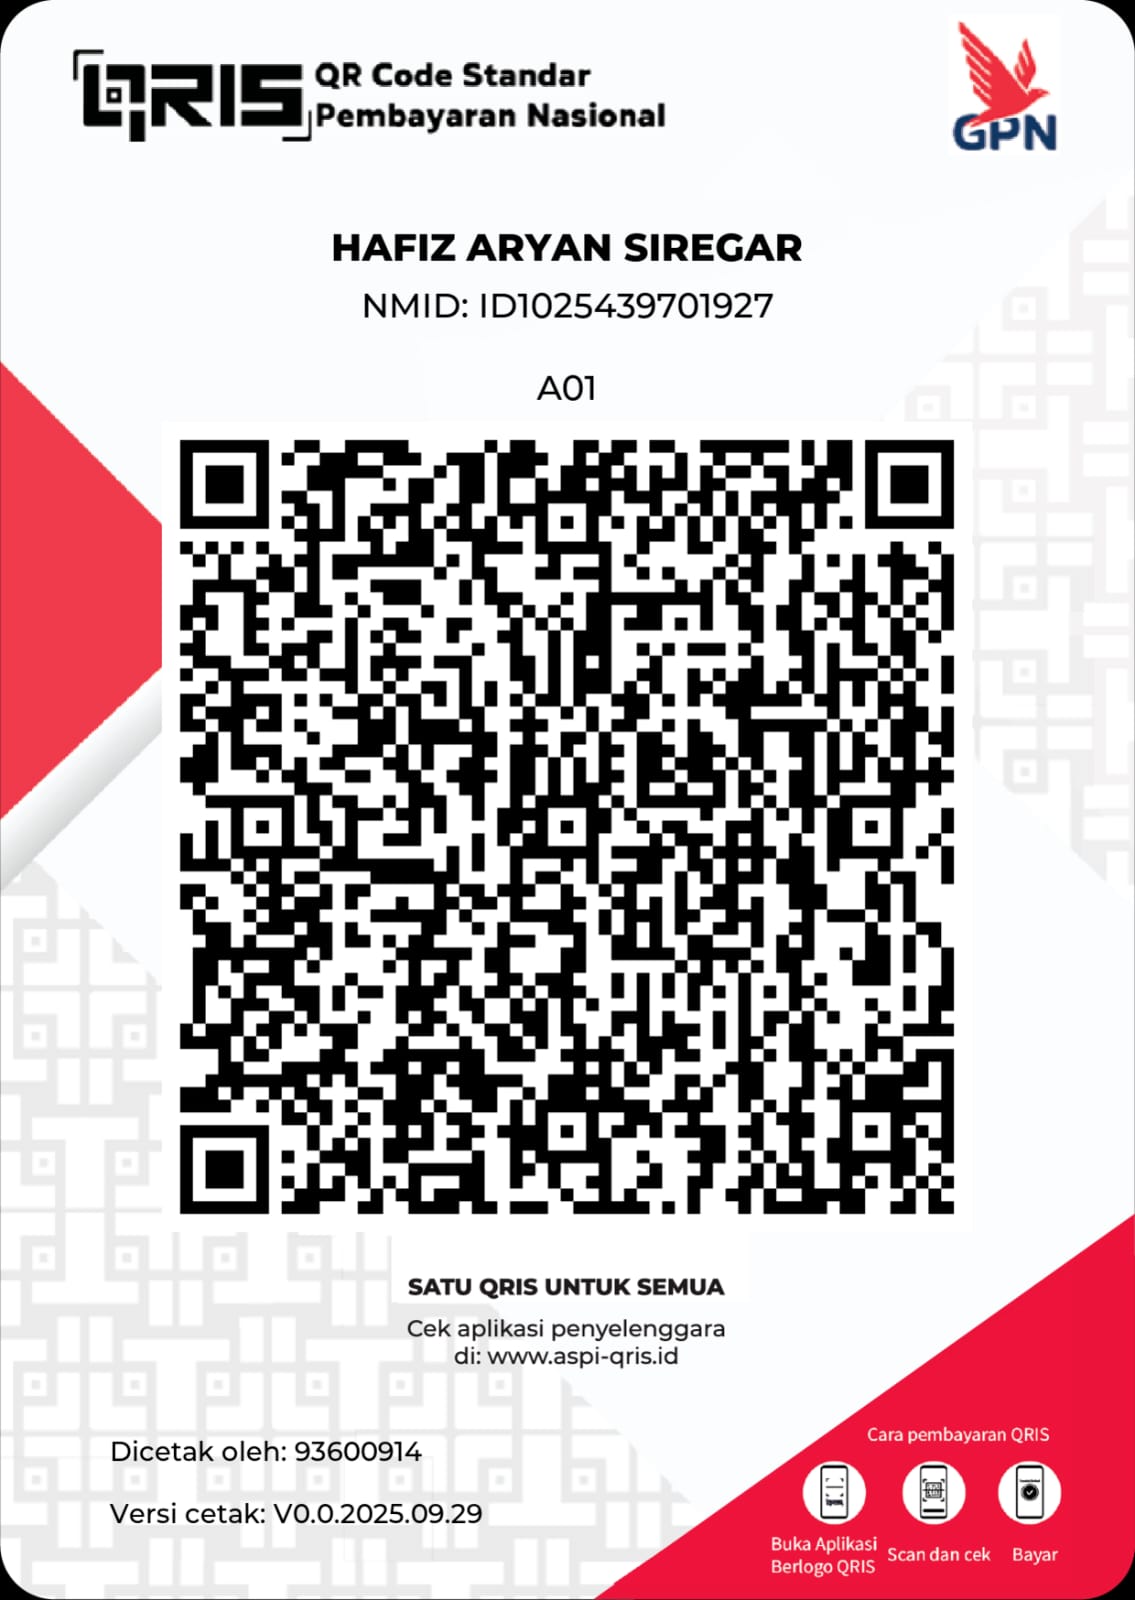 QRIS QR Code Standar
Pembayaran Nasional
GPN
HAFIZ ARYAN SIREGAR
NMID: ID1025439701927
A01
SATU QRIS UNTUK SEMUA
Cek aplikasi penyelenggara
di: www.aspi-qris.id
Dicetak oleh: 93600914
Versi cetak: V0.0.2025.09.29
Cara pembayaran QRIS
Buka Aplikasi
Berlogo QRIS
Scan dan cek
Bayar